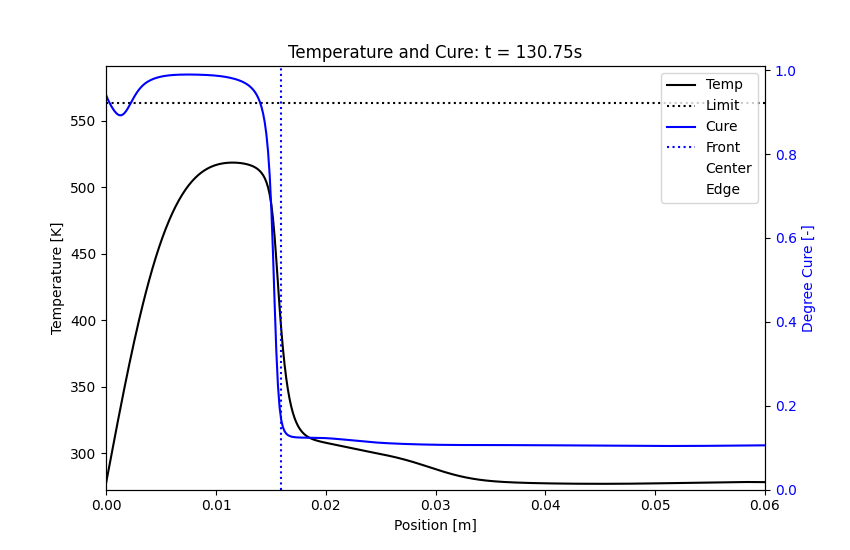 Temperature and Cure: t = 130.75s
Temp
Limit
Cure
Front
Center
Edge
Temperature [K]
550
500
450
400
350
300
Degree Cure [-]
1.0
0.8
0.6
0.4
0.2
0.0
0.00 0.01 0.02 0.03 0.04 0.05 0.06
Position [m]